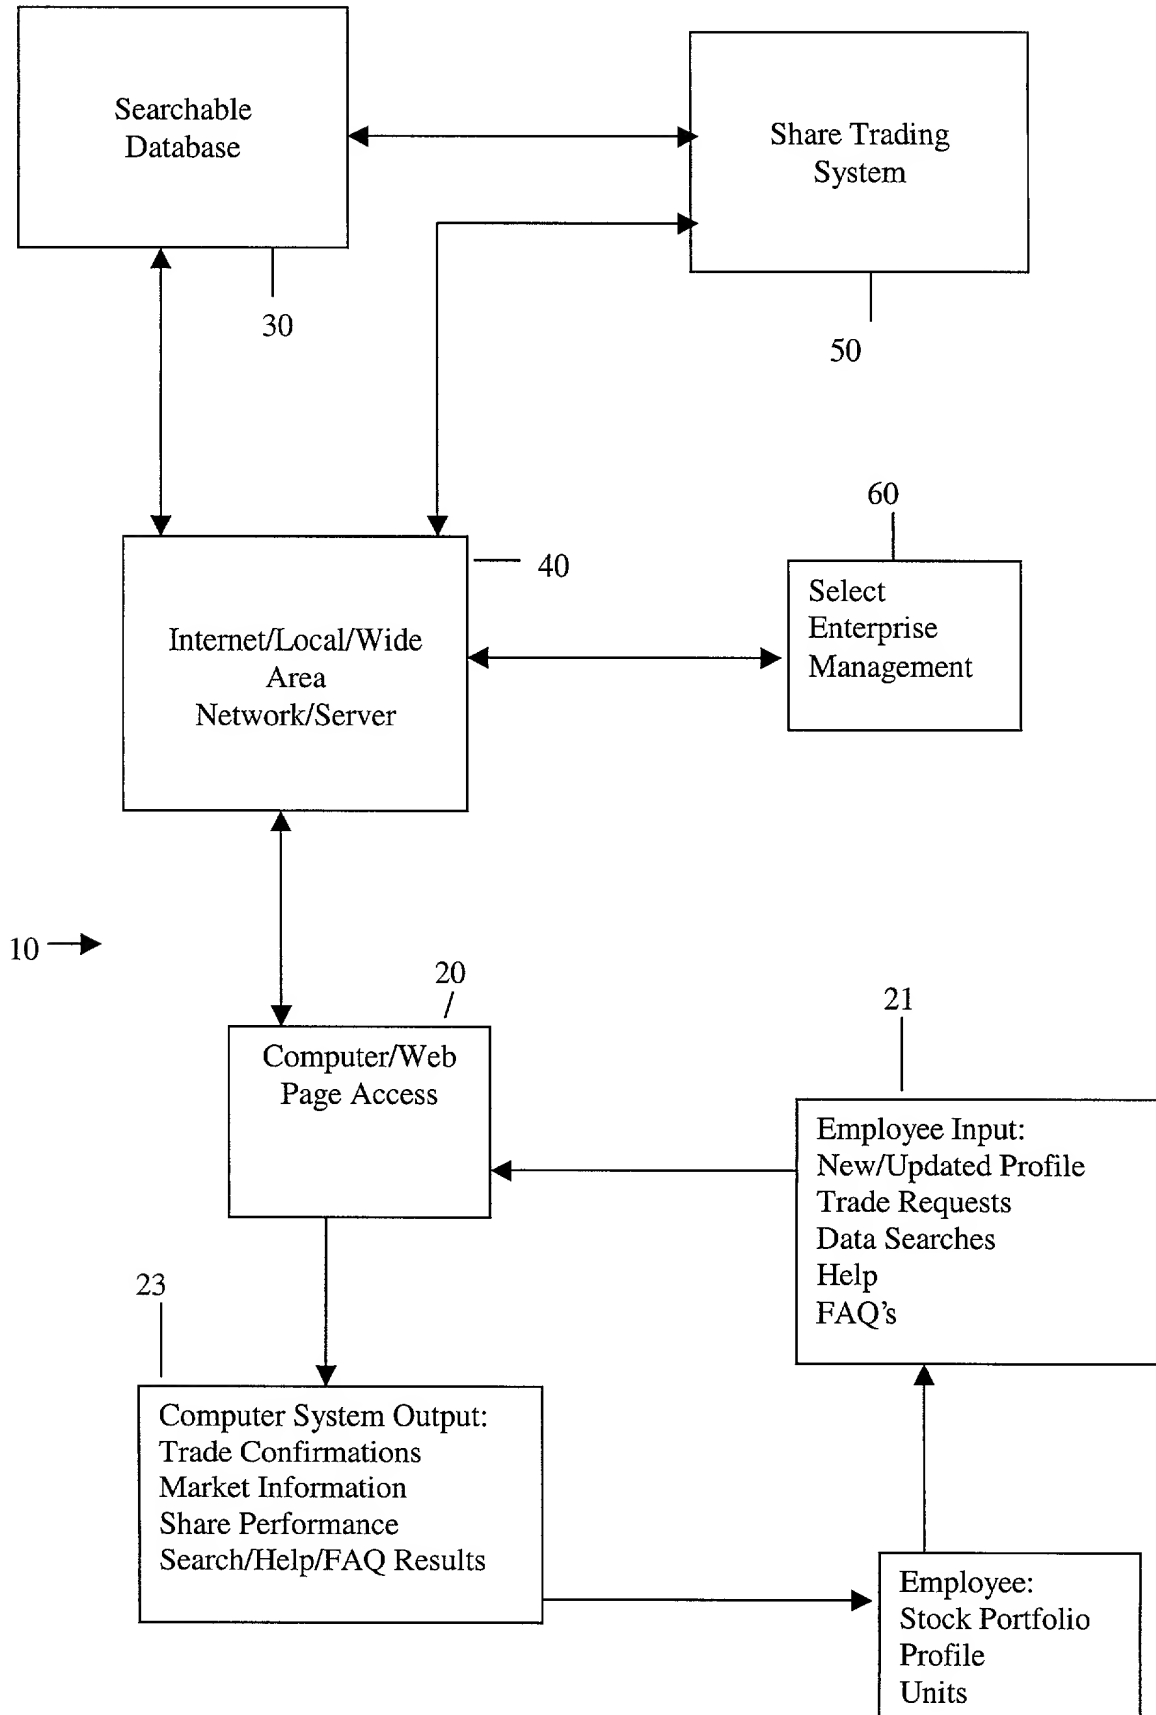 Searchable
Database
Share Trading
System
30
50
60
40
Select
Enterprise
Management
Internet/Local/Wide
Area
Network/Server
10
20
21
Computer/Web
Page Access
Employee Input:
New/Updated Profile
Trade Requests
Data Searches
Help
FAQ's
23
Computer System Output:
Trade Confirmations
Market Information
Share Performance
Search/Help/FAQ Results
Employee:
Stock Portfolio
Profile
Units